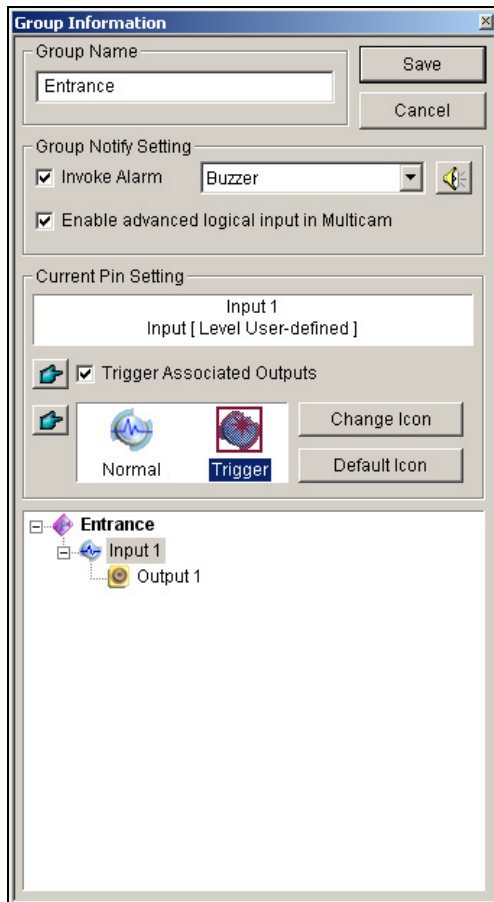 Group Information
Group Name
Save
Entrance
Cancel
Group Notify Setting
Invoke Alarm
Buzzer
Enable advanced logical input in Multicam
Current Pin Setting
Input 1
Input [ Level User-defined ]
Trigger Associated Outputs
Normal
Trigger
Change Icon
Default Icon
Entrance
Input 1
Output 1